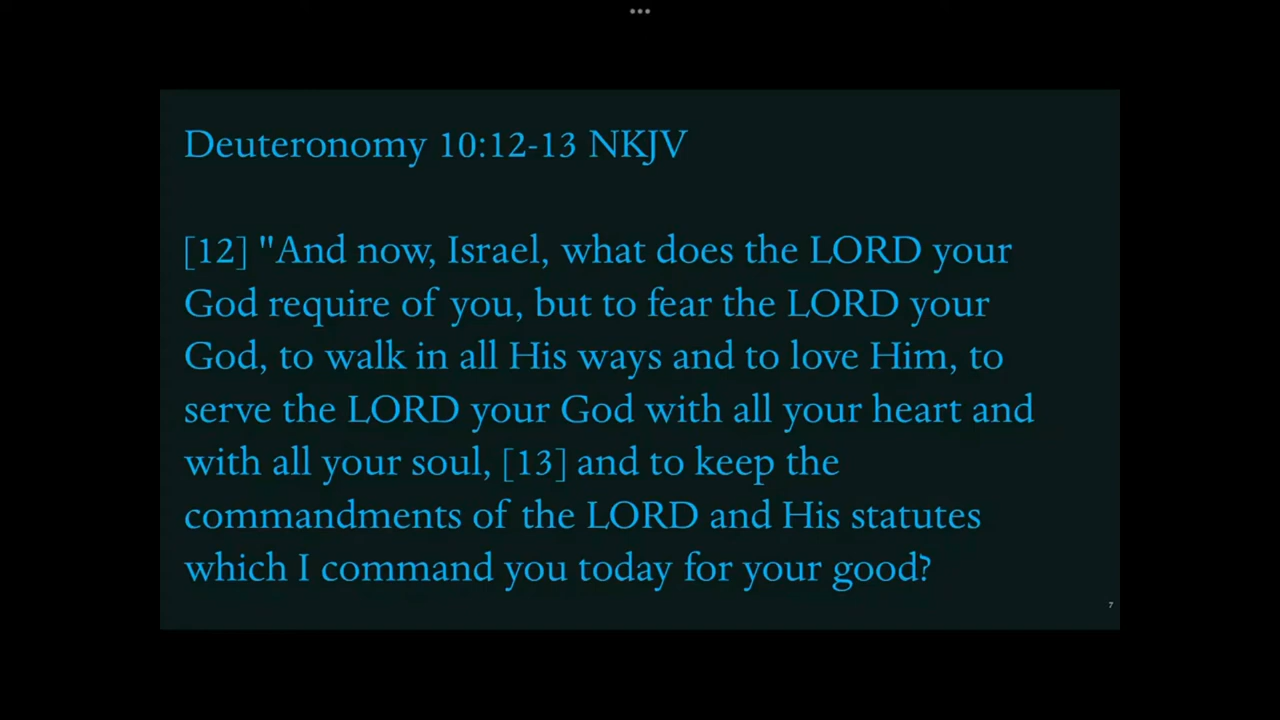 Deuteronomy 10:12-13 NKJV
[12] "And now, Israel, what does the LORD your
God require of you, but to fear the LORD your
God, to walk in all His ways and to love Him, to
serve the LORD your God with all your heart and
with all your soul, [13] and to keep the
commandments of the LORD and His statutes
which I command you today for your good?
7